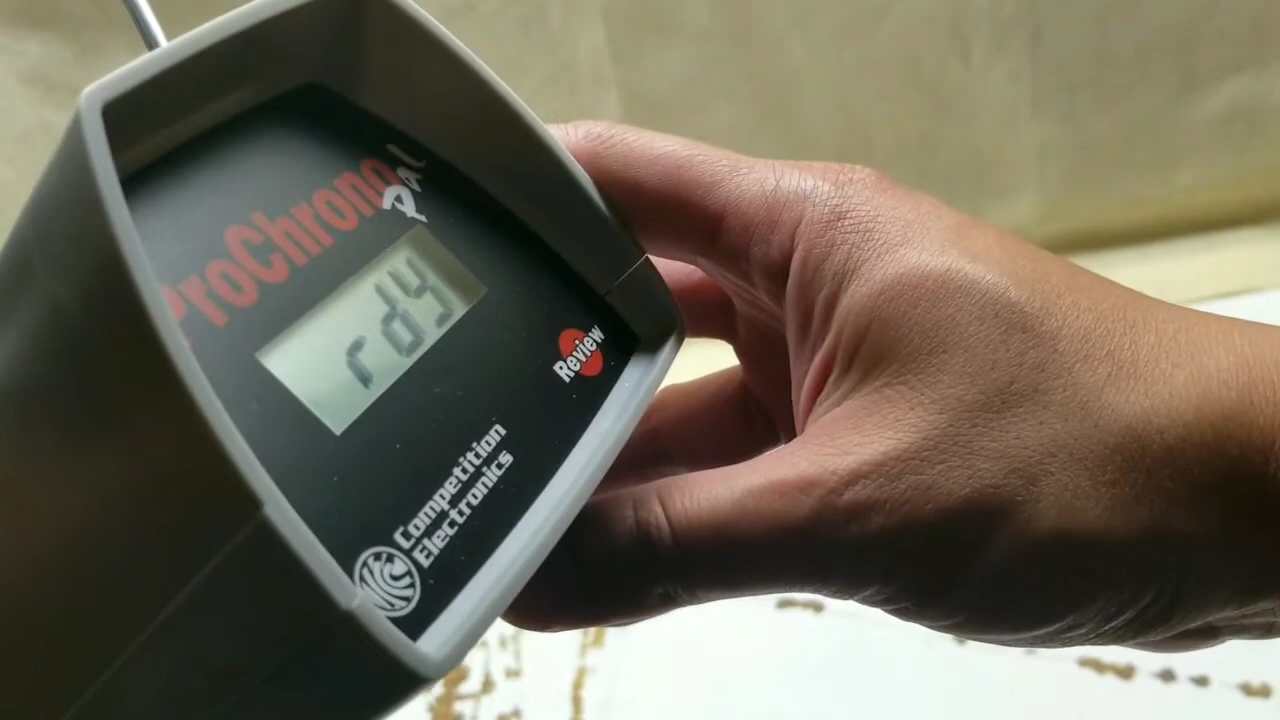 ProChrono
Pal
rdy
Review
Competition
Electronics